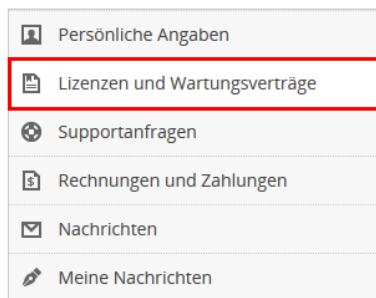 Persönliche Angaben
Lizenzen und Wartungsverträge
Supportanfragen
Rechnungen und Zahlungen
Nachrichten
Meine Nachrichten